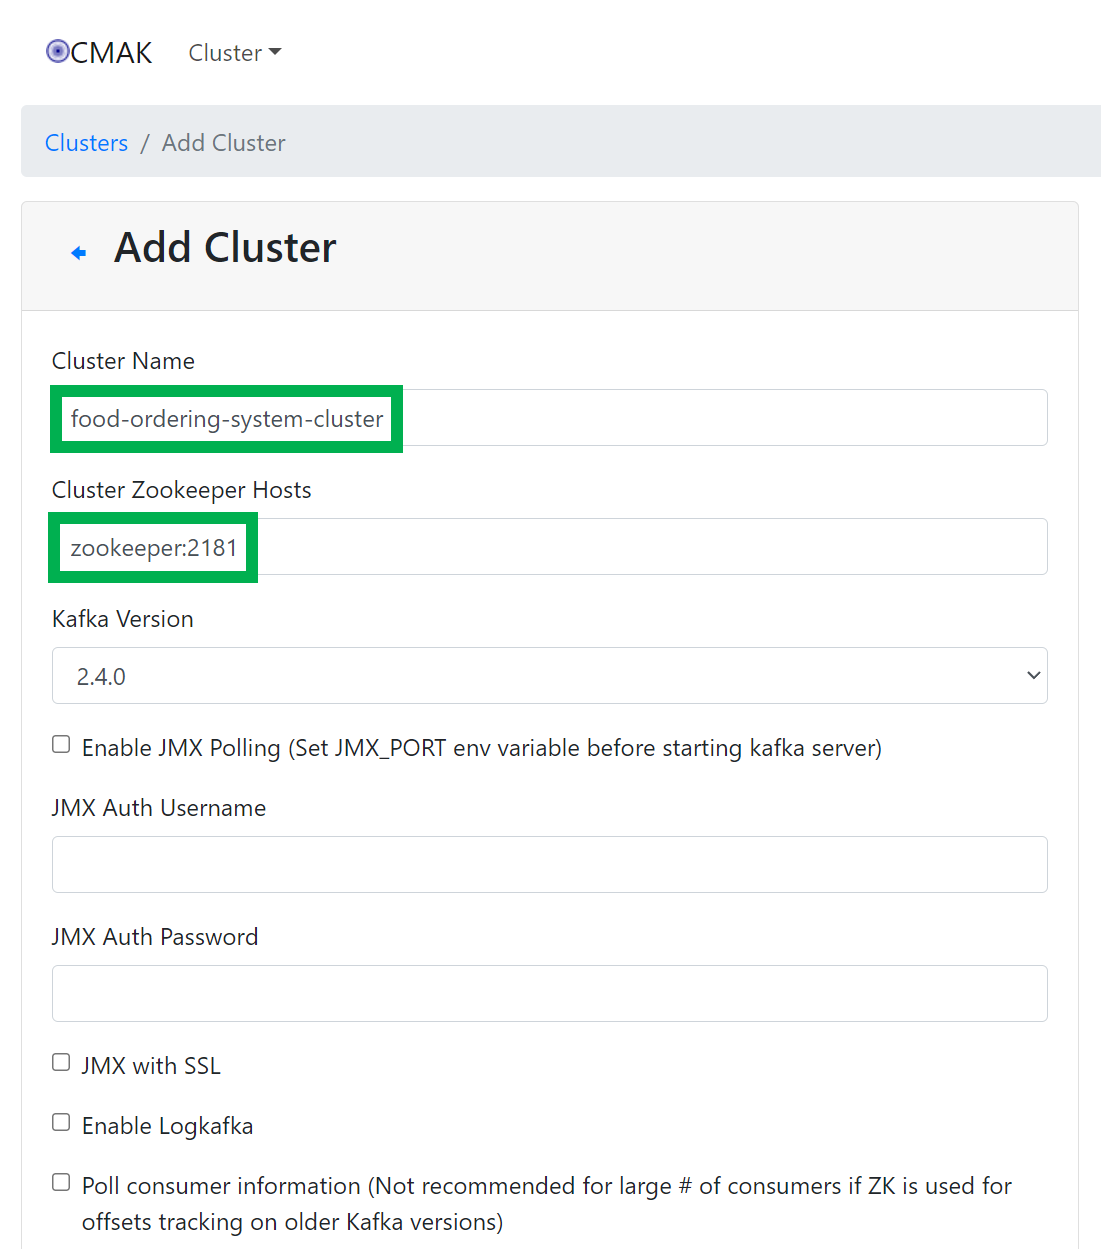 CMAK Cluster
Clusters / Add Cluster
Add Cluster
Cluster Name
food-ordering-system-cluster
Cluster Zookeeper Hosts
zookeeper:2181
Kafka Version
2.4.0
Enable JMX Polling (Set JMX_PORT env variable before starting kafka server)
JMX Auth Username
JMX Auth Password
JMX with SSL
Enable Logkafka
Poll consumer information (Not recommended for large # of consumers if ZK is used for
offsets tracking on older Kafka versions)